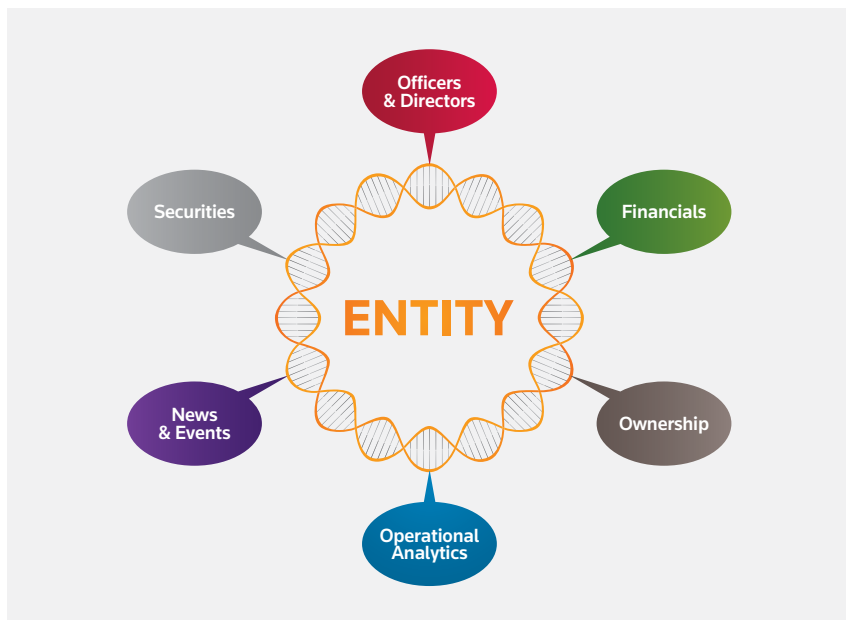 Officers
& Directors
Securities
Financials
ENTITY
News
& Events
Ownership
Operational
Analytics